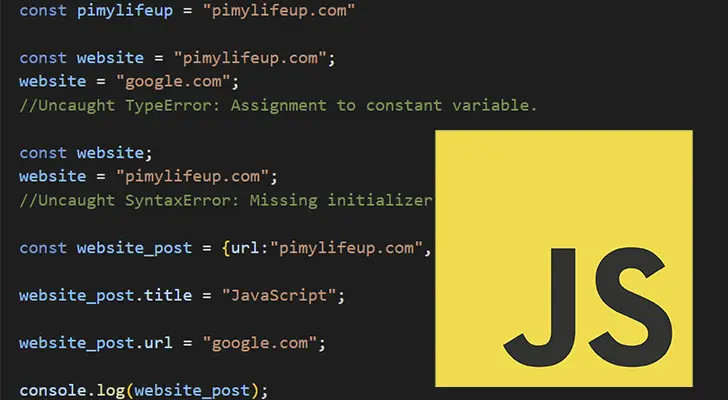 const pimylifeup = "pimylifeup.com"
const website = "pimylifeup.com";
website = "google.com";
//Uncaught TypeError: Assignment to constant variable.
const website;
website = "pimylifeup.com";
//Uncaught SyntaxError: Missing initializer
const website_post = {url:"pimylifeup.com",
website_post.title = "JavaScript";
website_post.url = "google.com";
console.log(website_post);
JS